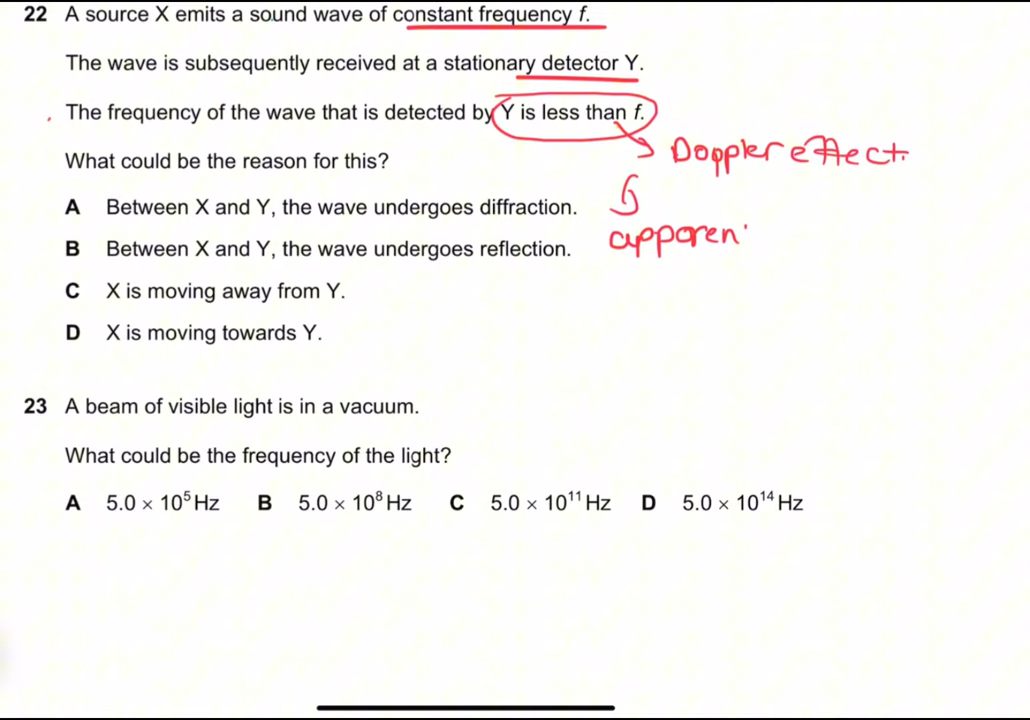 22 A source X emits a sound wave of constant frequency f.
The wave is subsequently received at a stationary detector Y.
The frequency of the wave that is detected by Y is less than f.
Doppler effect.
What could be the reason for this?
A Between X and Y, the wave undergoes diffraction.
apparen
B Between X and Y, the wave undergoes reflection.
C X is moving away from Y.
D X is moving towards Y.
23 A beam of visible light is in a vacuum.
What could be the frequency of the light?
A 5.0 × 10⁵ Hz B 5.0 × 10⁸ Hz C 5.0 × 10¹¹ Hz D 5.0 × 10¹⁴ Hz